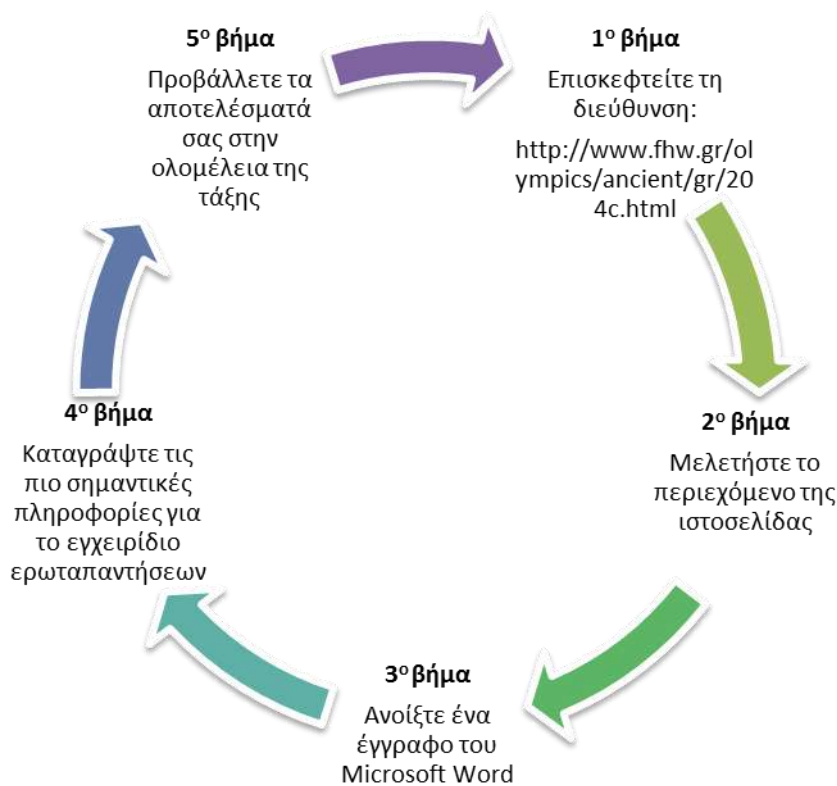 1ο βήμα
Επισκεφτείτε τη
διεύθυνση:
http://www.fhw.gr/ol
ympics/ancient/gr/20
4c.html
2ο βήμα
Μελετήστε το
περιεχόμενο της
ιστοσελίδας
3ο βήμα
Ανοίξτε ένα
έγγραφο του
Microsoft Word
4ο βήμα
Καταγράψτε τις
πιο σημαντικές
πληροφορίες για
το εγχειρίδιο
ερωταπαντήσεων
5ο βήμα
Προβάλλετε τα
αποτελέσματά
σας στην
ολομέλεια της
τάξης